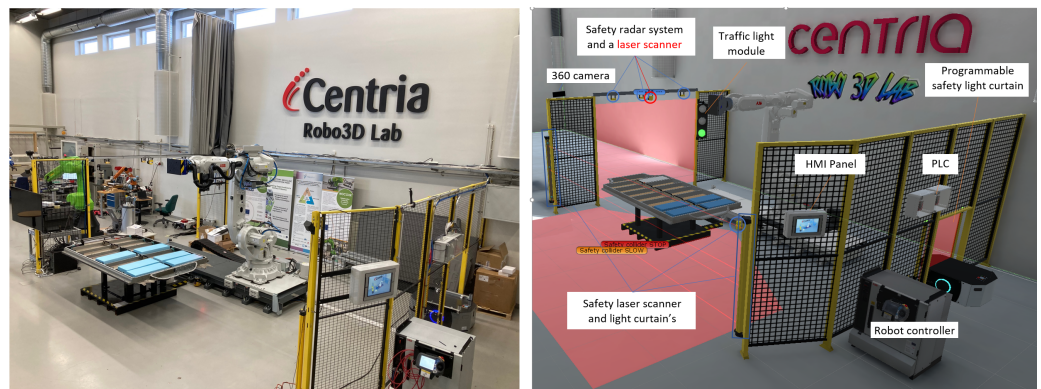 Centria
Robo3D Lab
Safety radar system
and a laser scanner
Traffic light
module
centria
360 camera
Programmable
safety light curtain
ROBO 3D LAB
HMI Panel
PLC
Safety collider STOP
Safety collider SLOW
Safety laser scanner
and light curtain's
Robot controller